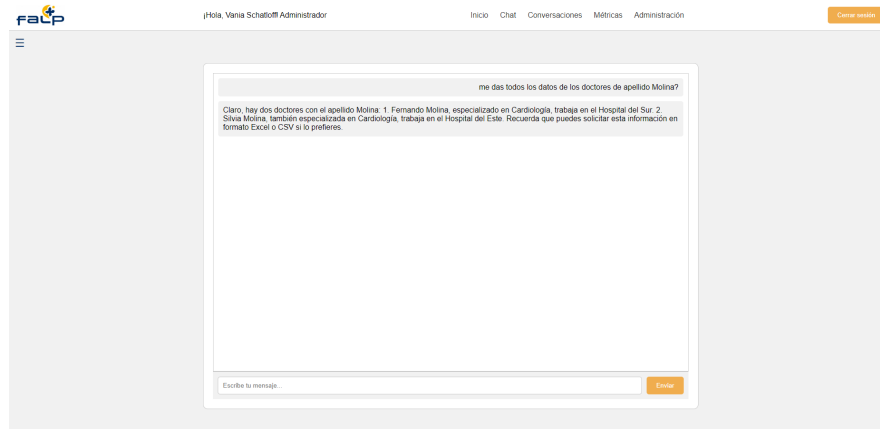 falp
¡Hola, Vania Schatloff! Administrador
Inicio Chat Conversaciones Métricas Administración
Cerrar sesión
me das todos los datos de los doctores de apellido Molina?
Claro, hay dos doctores con el apellido Molina: 1. Fernando Molina, especializado en Cardiología, trabaja en el Hospital del Sur. 2.
Silvia Molina, también especializada en Cardiología, trabaja en el Hospital del Este. Recuerda que puedes solicitar esta información en
formato Excel o CSV si lo prefieres.
Escribe tu mensaje...
Enviar